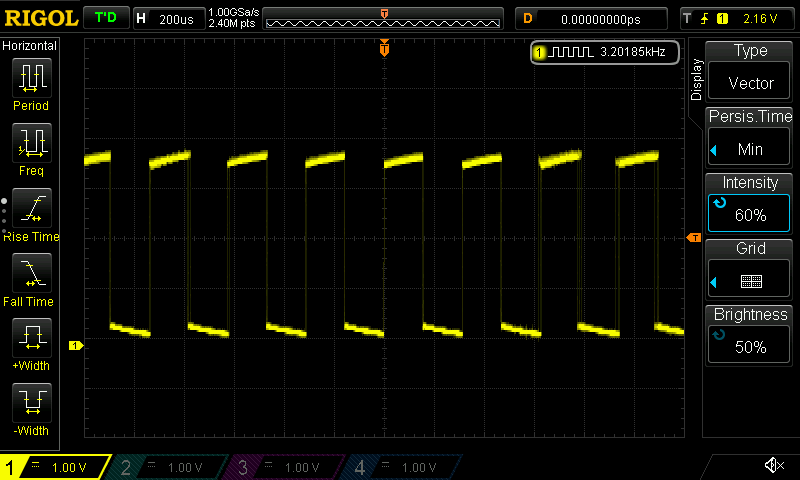 RIGOL T'D H 200us 1.00GSa/s 2.40M pts T D 0.00000000ps T 1 2.16 V
Horizontal
Period
Freq
Rise Time
Fall Time
+Width
-Width
T
1 3.20185kHz
T
1
Display
Type
Vector
Persis.Time
Min
Intensity
60%
Grid
Brightness
50%
1 1.00 V 2 1.00 V 3 1.00 V 4 1.00 V